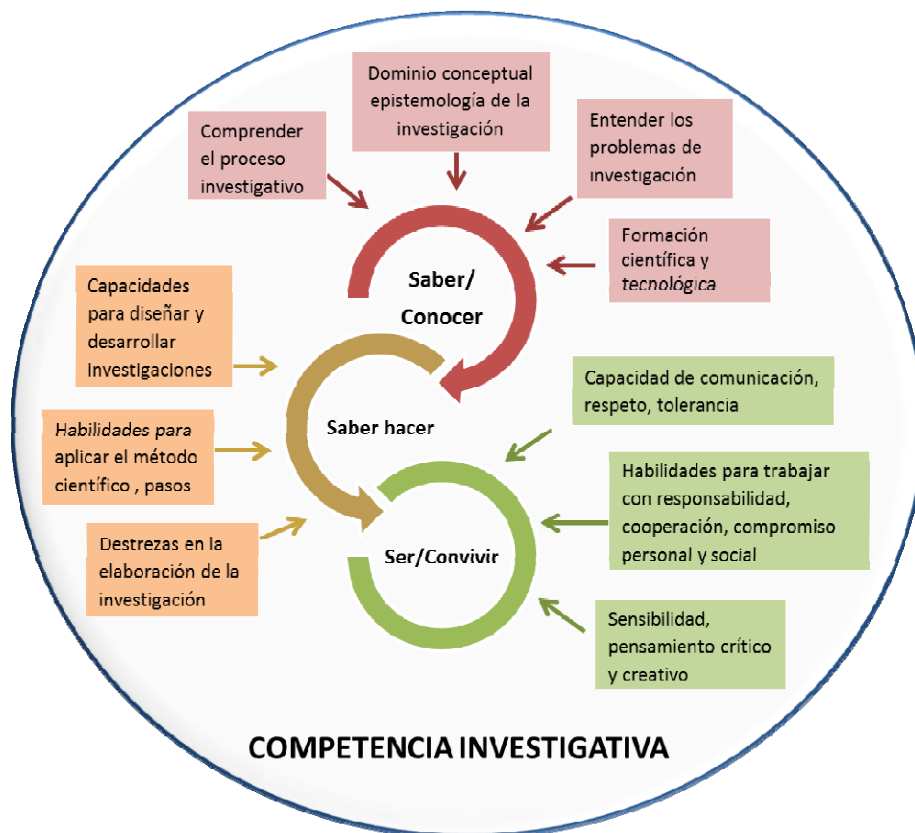 Dominio conceptual
epistemología de la
investigación
Comprender
el proceso
investigativo
Entender los
problemas de
investigación
Formación
científica y
tecnológica
Saber/
Conocer
Capacidades
para diseñar y
desarrollar
investigaciones
Habilidades para
aplicar el método
científico , pasos
Destrezas en la
elaboración de la
investigación
Saber hacer
Capacidad de comunicación,
respeto, tolerancia
Habilidades para trabajar
con responsabilidad,
cooperación, compromiso
personal y social
Ser/Convivir
Sensibilidad,
pensamiento crítico
y creativo
COMPETENCIA INVESTIGATIVA